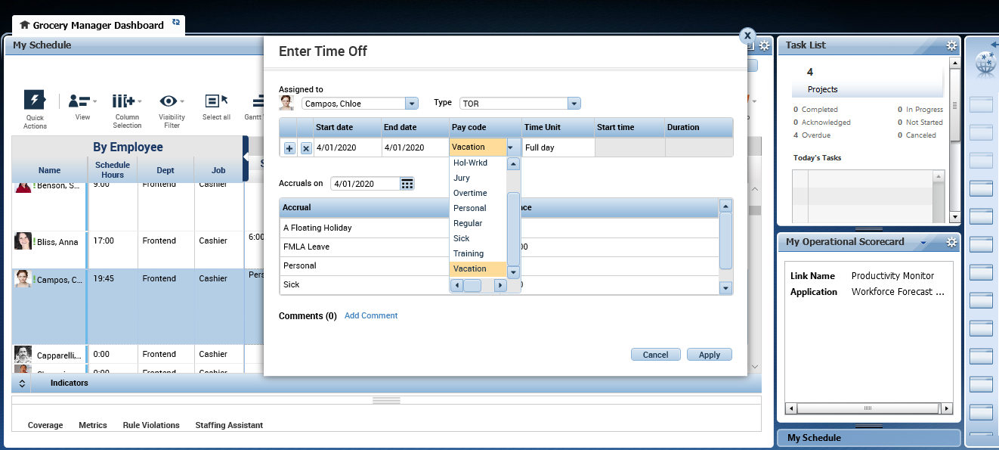 Grocery Manager Dashboard
My Schedule
Quick Actions
View
Column Selection
Visibility Filter
Select all
Gantt
By Employee
Name
Schedule Hours
Dept
Job
Benson, S...
9:00
Frontend
Cashier
Bliss, Anna
17:00
Frontend
Cashier
6:00
Campos, C...
19:45
Frontend
Cashier
Pers
Capparelli,...
0:00
Frontend
Cashier
0:00
Frontend
Cashier
Indicators
Coverage
Metrics
Rule Violations
Staffing Assistant
Enter Time Off
X
Assigned to
Campos, Chloe
Type
TOR
Start date
End date
Pay code
Time Unit
Start time
Duration
4/01/2020
4/01/2020
Vacation
Full day
Hol-Wrkd
Jury
Overtime
Personal
Regular
Sick
Training
Vacation
Accruals on
4/01/2020
Accrual
A Floating Holiday
FMLA Leave
Personal
Sick
Comments (0)
Add Comment
Cancel
Apply
Task List
4
Projects
0 Completed
0 In Progress
0 Acknowledged
0 Not Started
4 Overdue
0 Canceled
Today's Tasks
My Operational Scorecard
Link Name
Productivity Monitor
Application
Workforce Forecast ...
My Schedule